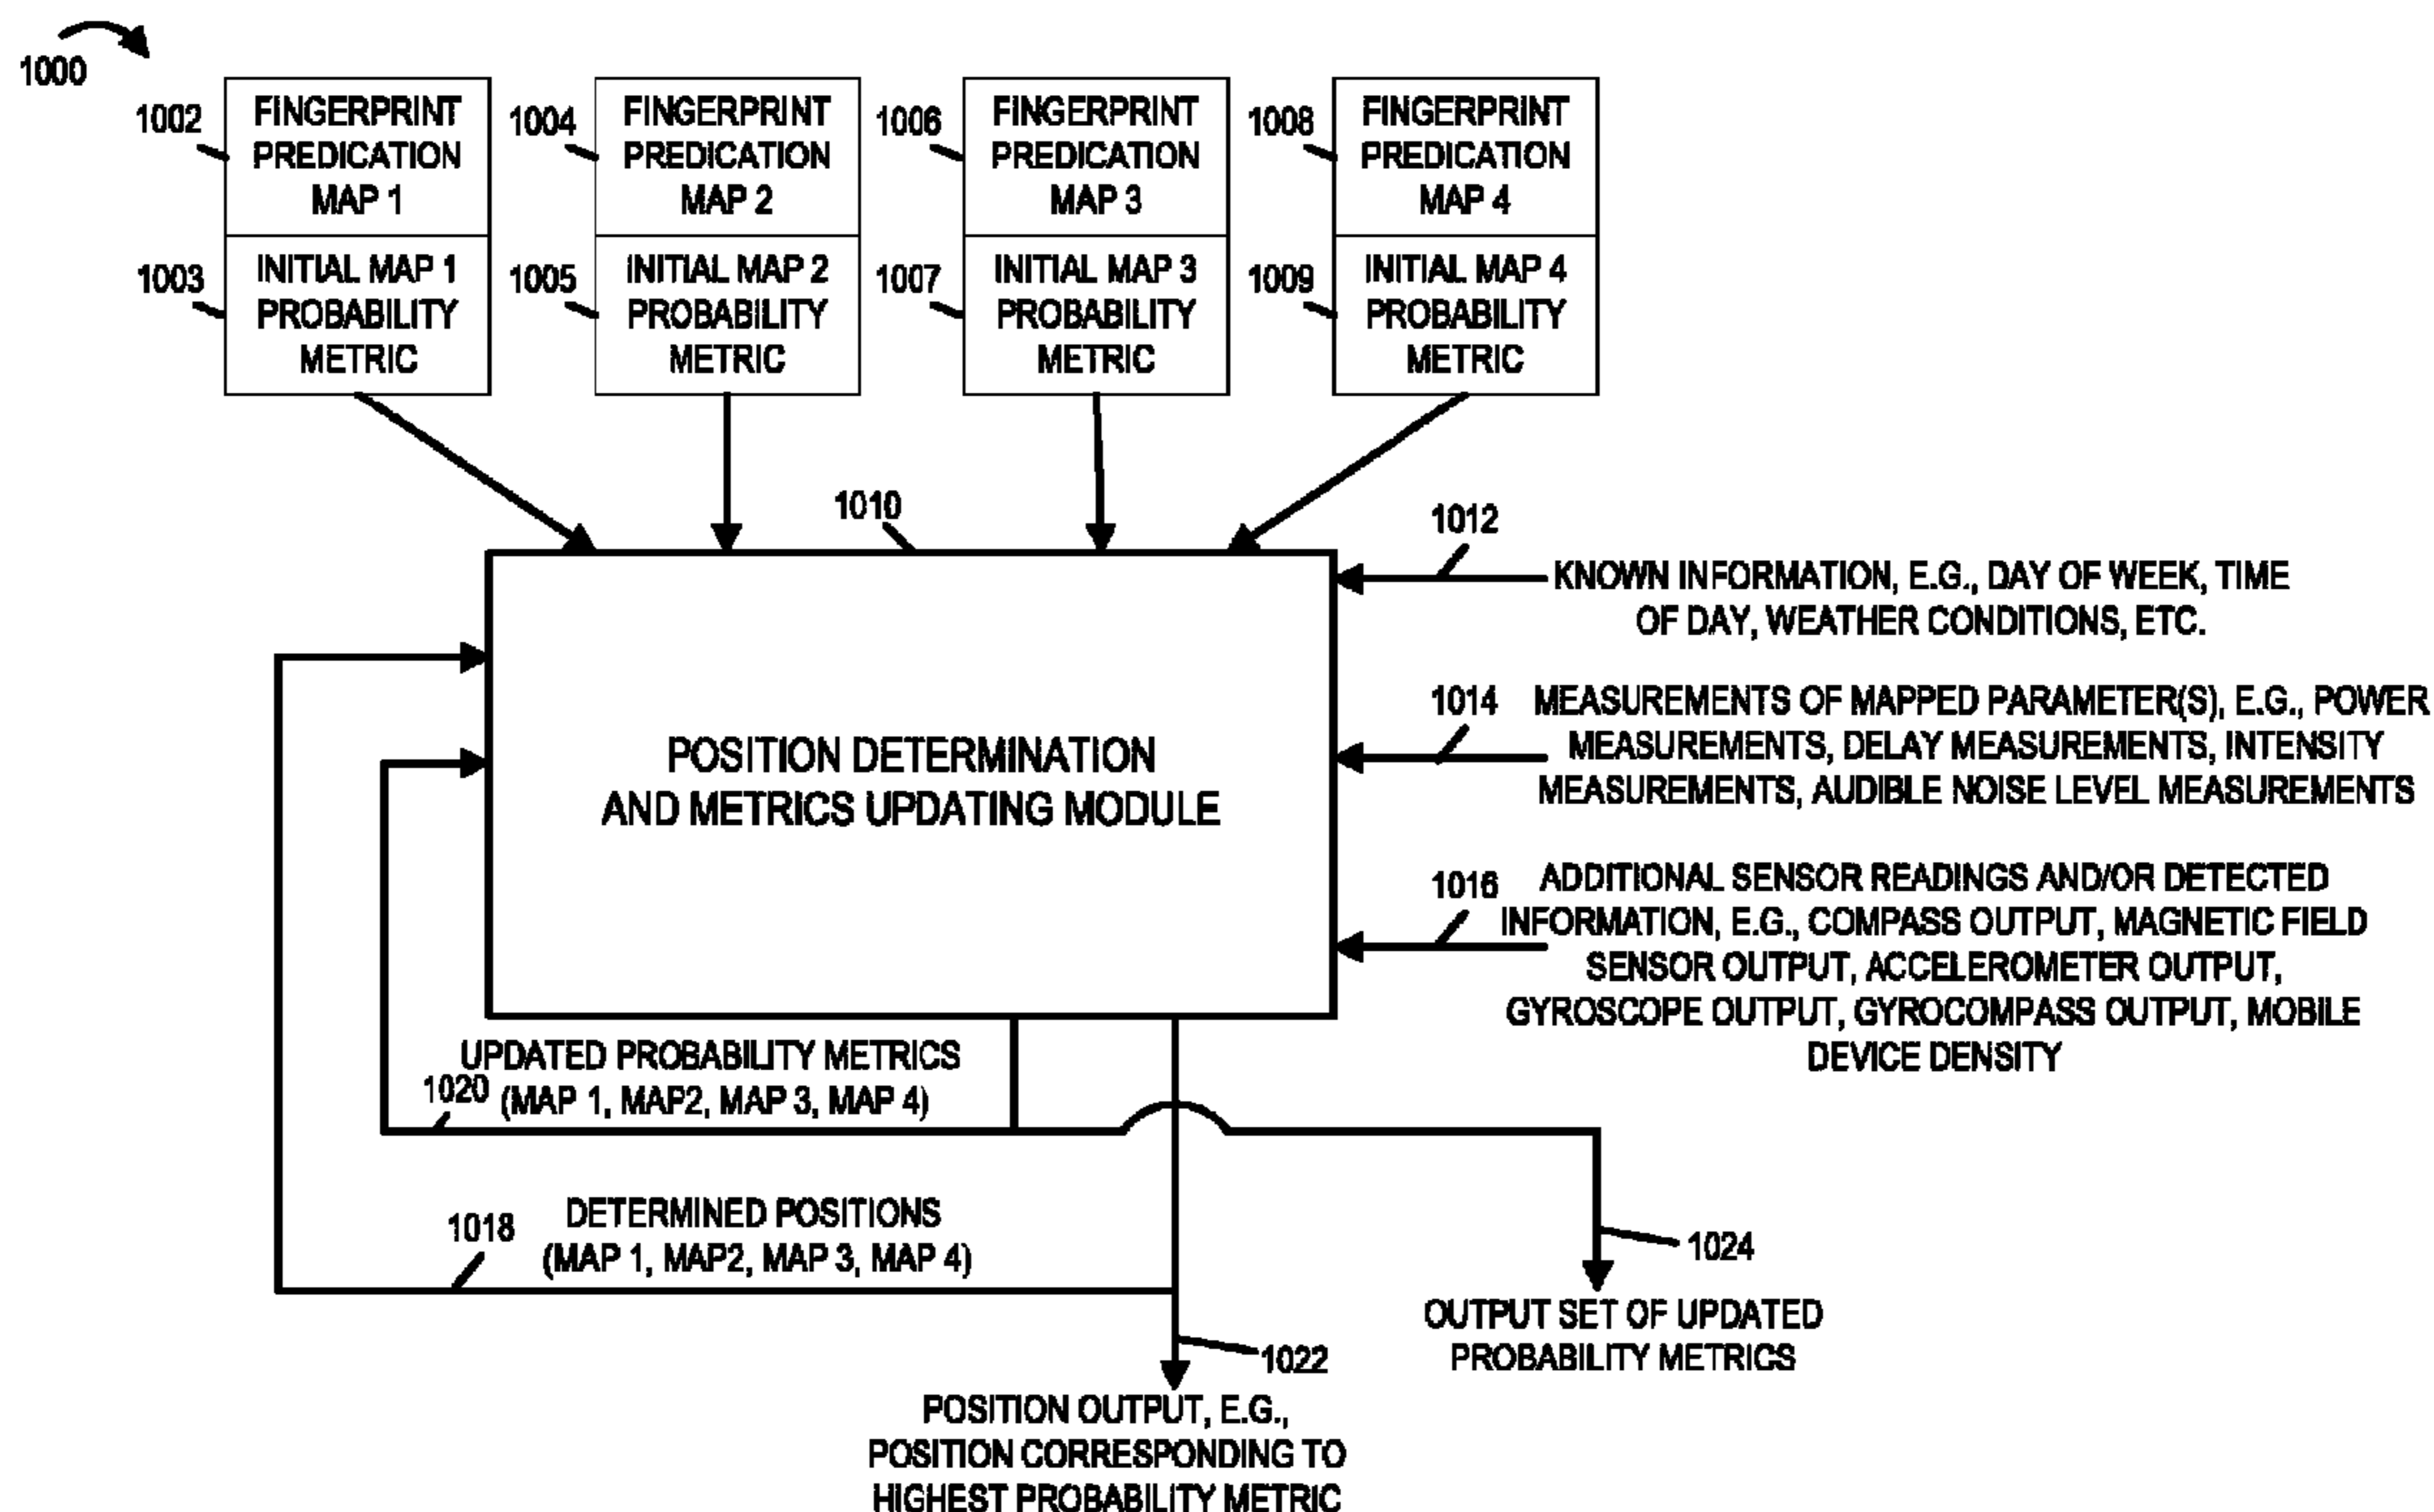 1000
1002
FINGERPRINT
PREDICATION
MAP 1
1003
INITIAL MAP 1
PROBABILITY
METRIC
1004
FINGERPRINT
PREDICATION
MAP 2
1005
INITIAL MAP 2
PROBABILITY
METRIC
1006
FINGERPRINT
PREDICATION
MAP 3
1007
INITIAL MAP 3
PROBABILITY
METRIC
1008
FINGERPRINT
PREDICATION
MAP 4
1009
INITIAL MAP 4
PROBABILITY
METRIC
1010
POSITION DETERMINATION
AND METRICS UPDATING MODULE
1012
KNOWN INFORMATION, E.G., DAY OF WEEK, TIME
OF DAY, WEATHER CONDITIONS, ETC.
1014
MEASUREMENTS OF MAPPED PARAMETER(S), E.G., POWER
MEASUREMENTS, DELAY MEASUREMENTS, INTENSITY
MEASUREMENTS, AUDIBLE NOISE LEVEL MEASUREMENTS
1016
ADDITIONAL SENSOR READINGS AND/OR DETECTED
INFORMATION, E.G., COMPASS OUTPUT, MAGNETIC FIELD
SENSOR OUTPUT, ACCELEROMETER OUTPUT,
GYROSCOPE OUTPUT, GYROCOMPASS OUTPUT, MOBILE
DEVICE DENSITY
UPDATED PROBABILITY METRICS
1020
(MAP 1, MAP2, MAP 3, MAP 4)
1018
DETERMINED POSITIONS
(MAP 1, MAP2, MAP 3, MAP 4)
1024
OUTPUT SET OF UPDATED
PROBABILITY METRICS
1022
POSITION OUTPUT, E.G.,
POSITION CORRESPONDING TO
HIGHEST PROBABILITY METRIC